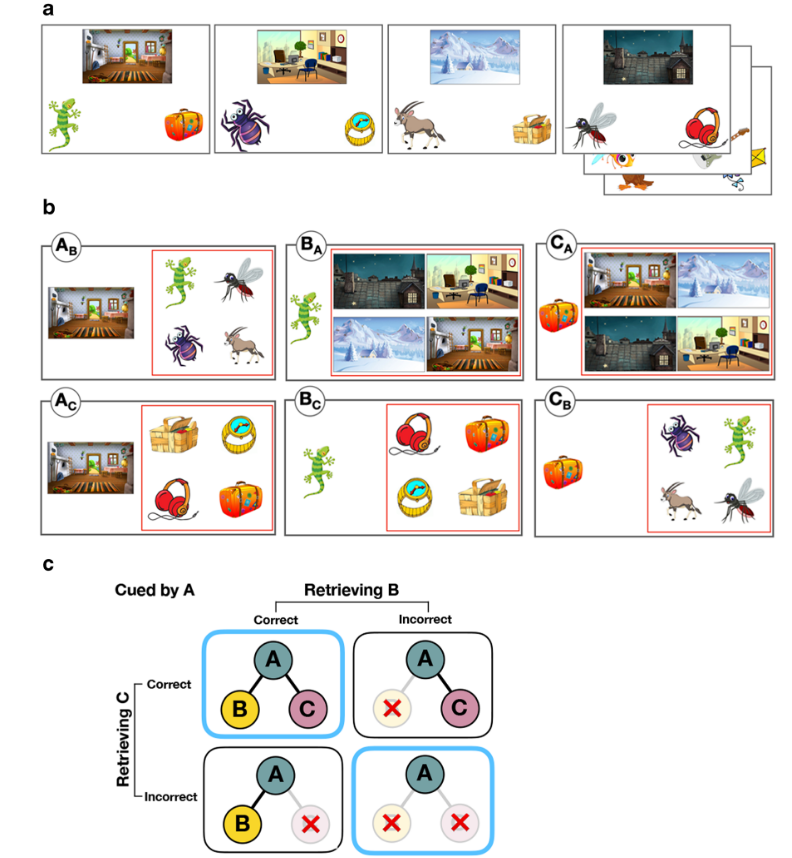 a
b
A_B
B_A
C_A
A_C
B_C
C_B
c
Cued by A
Retrieving B
Correct
Incorrect
Retrieving C
Correct
A
B
C
A
C
Incorrect
A
B
A